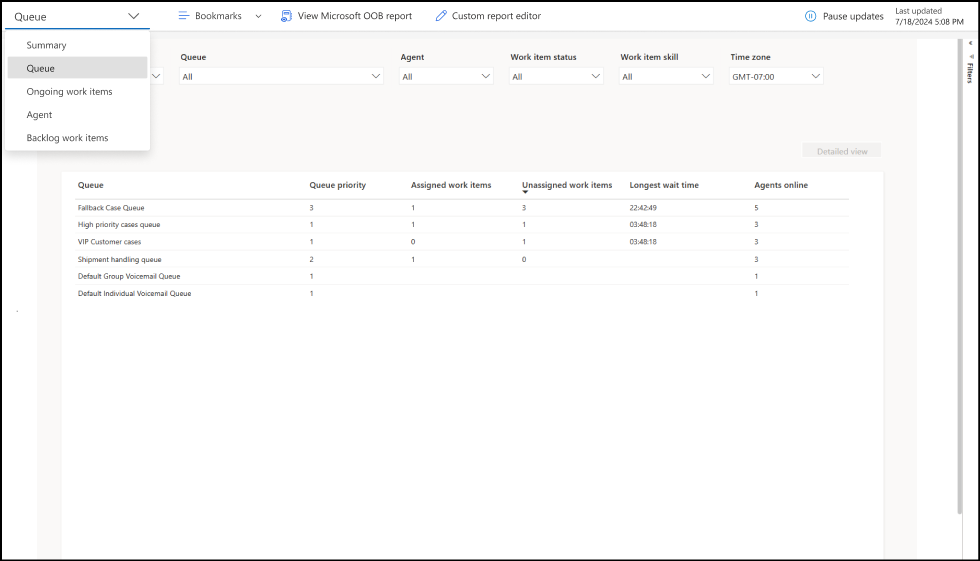 Queue Bookmarks View Microsoft OOB report Custom report editor Pause updates Last updated
7/18/2024 5:08 PM
Summary
Queue
Ongoing work items
Agent
Backlog work items
Queue Agent Work item status Work item skill Time zone
All All All All GMT-07:00
Filters
Detailed view
Queue Queue priority Assigned work items Unassigned work items Longest wait time Agents online
Fallback Case Queue 3 1 3 22:42:49 5
High priority cases queue 1 1 1 03:48:18 3
VIP Customer cases 1 0 1 03:48:18 3
Shipment handling queue 2 1 0 3
Default Group Voicemail Queue 1 1
Default Individual Voicemail Queue 1 1